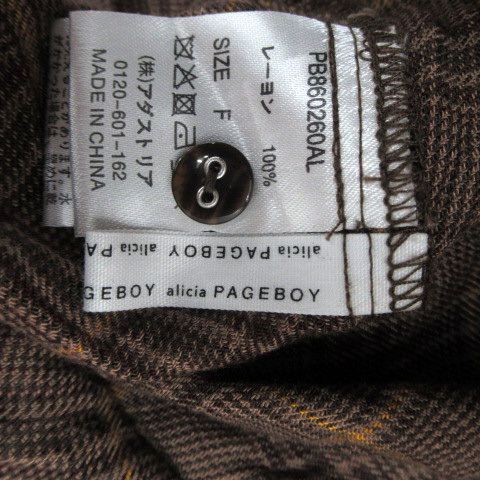 PB860260AL
レーヨン 100%
SIZE F
(株)アダストリア
0120-601-162
MADE IN CHINA
alicia PAGEBOY alicia PA
GEBOY alicia PAGEBOY